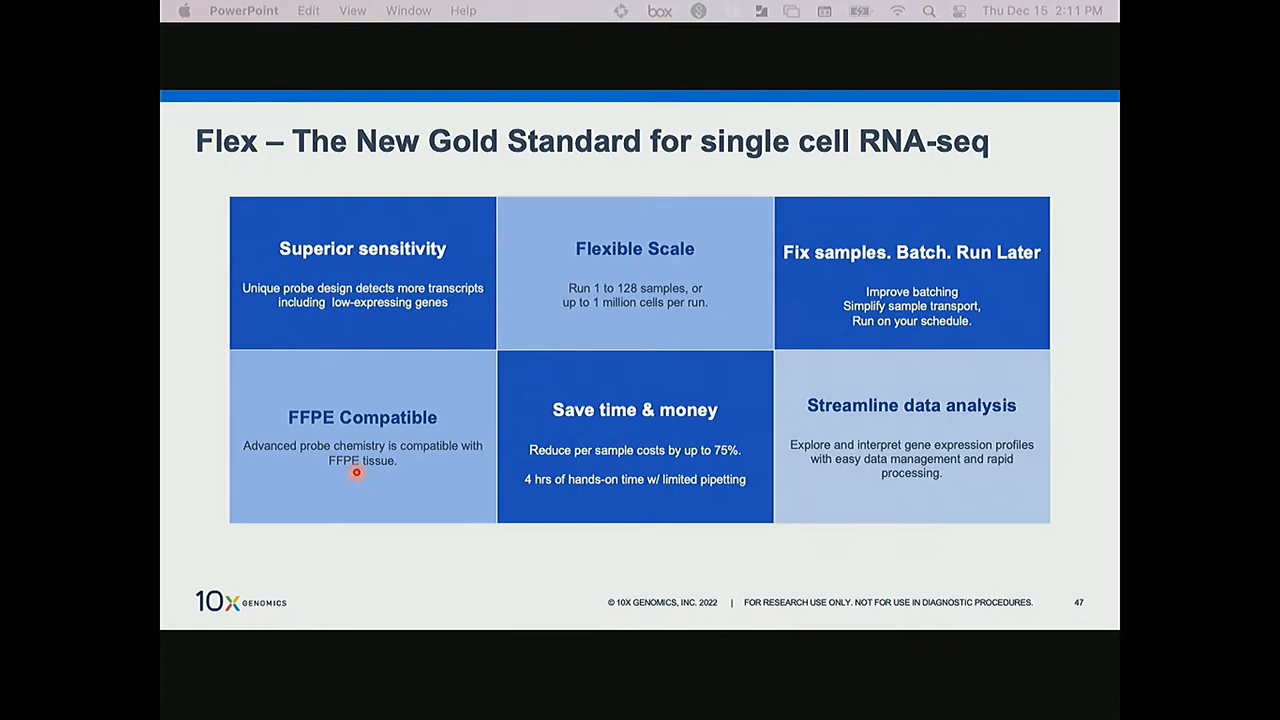 PowerPoint Edit View Window Help box Thu Dec 15 2:11 PM
Flex – The New Gold Standard for single cell RNA-seq
Superior sensitivity
Unique probe design detects more transcripts
including low-expressing genes
Flexible Scale
Run 1 to 128 samples, or
up to 1 million cells per run.
Fix samples. Batch. Run Later
Improve batching
Simplify sample transport,
Run on your schedule.
FFPE Compatible
Advanced probe chemistry is compatible with
FFPE tissue.
Save time & money
Reduce per sample costs by up to 75%.
4 hrs of hands-on time w/ limited pipetting
Streamline data analysis
Explore and interpret gene expression profiles
with easy data management and rapid
processing.
10X GENOMICS
© 10X GENOMICS, INC. 2022 | FOR RESEARCH USE ONLY. NOT FOR USE IN DIAGNOSTIC PROCEDURES. 47